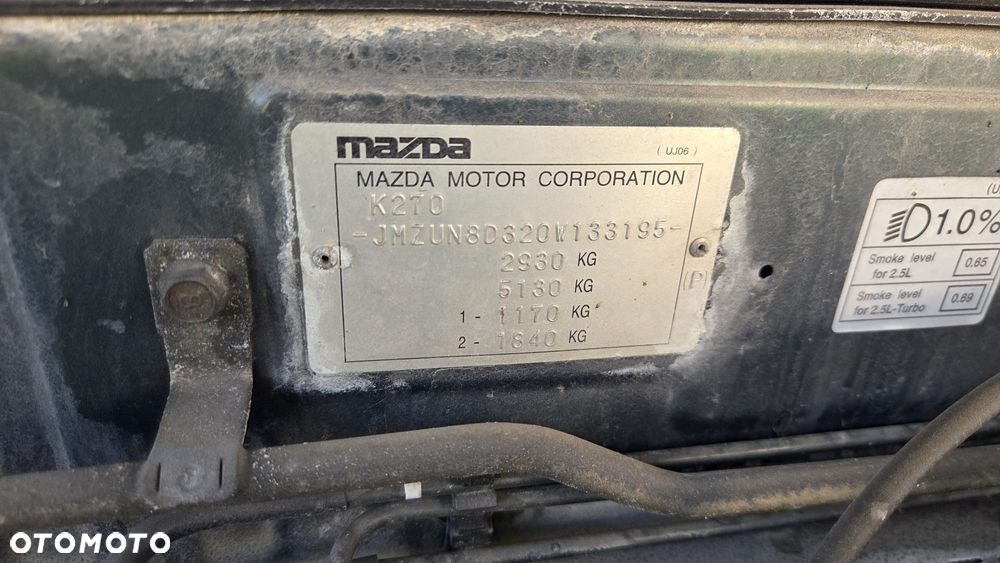 mazda
( UJ06 )
MAZDA MOTOR CORPORATION
K270
-JMZUN8D320W133195-
2930 KG
5130 KG
(P)
1 - 1170 KG
2 - 1840 KG
1.0%
Smoke level for 2.5L
0.65
Smoke level for 2.5L-Turbo
0.69
8
OTOMOTO